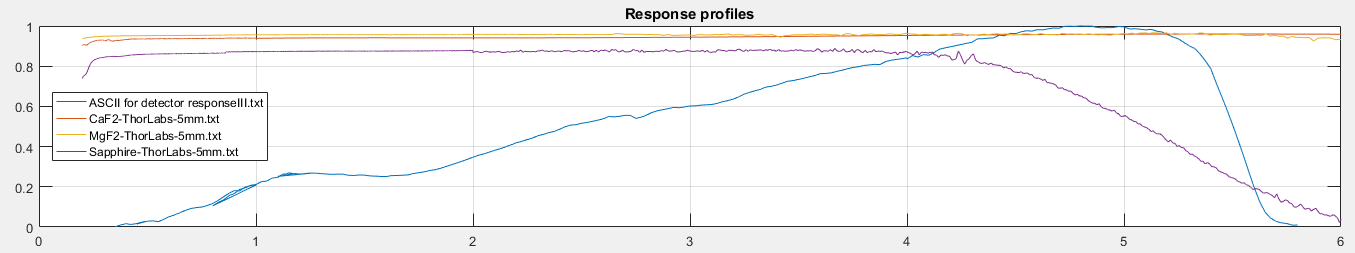 Response profiles
1
0.8
0.6
0.4
0.2
0
ASCII for detector responseIII.txt
CaF2-ThorLabs-5mm.txt
MgF2-ThorLabs-5mm.txt
Sapphire-ThorLabs-5mm.txt
0 1 2 3 4 5 6